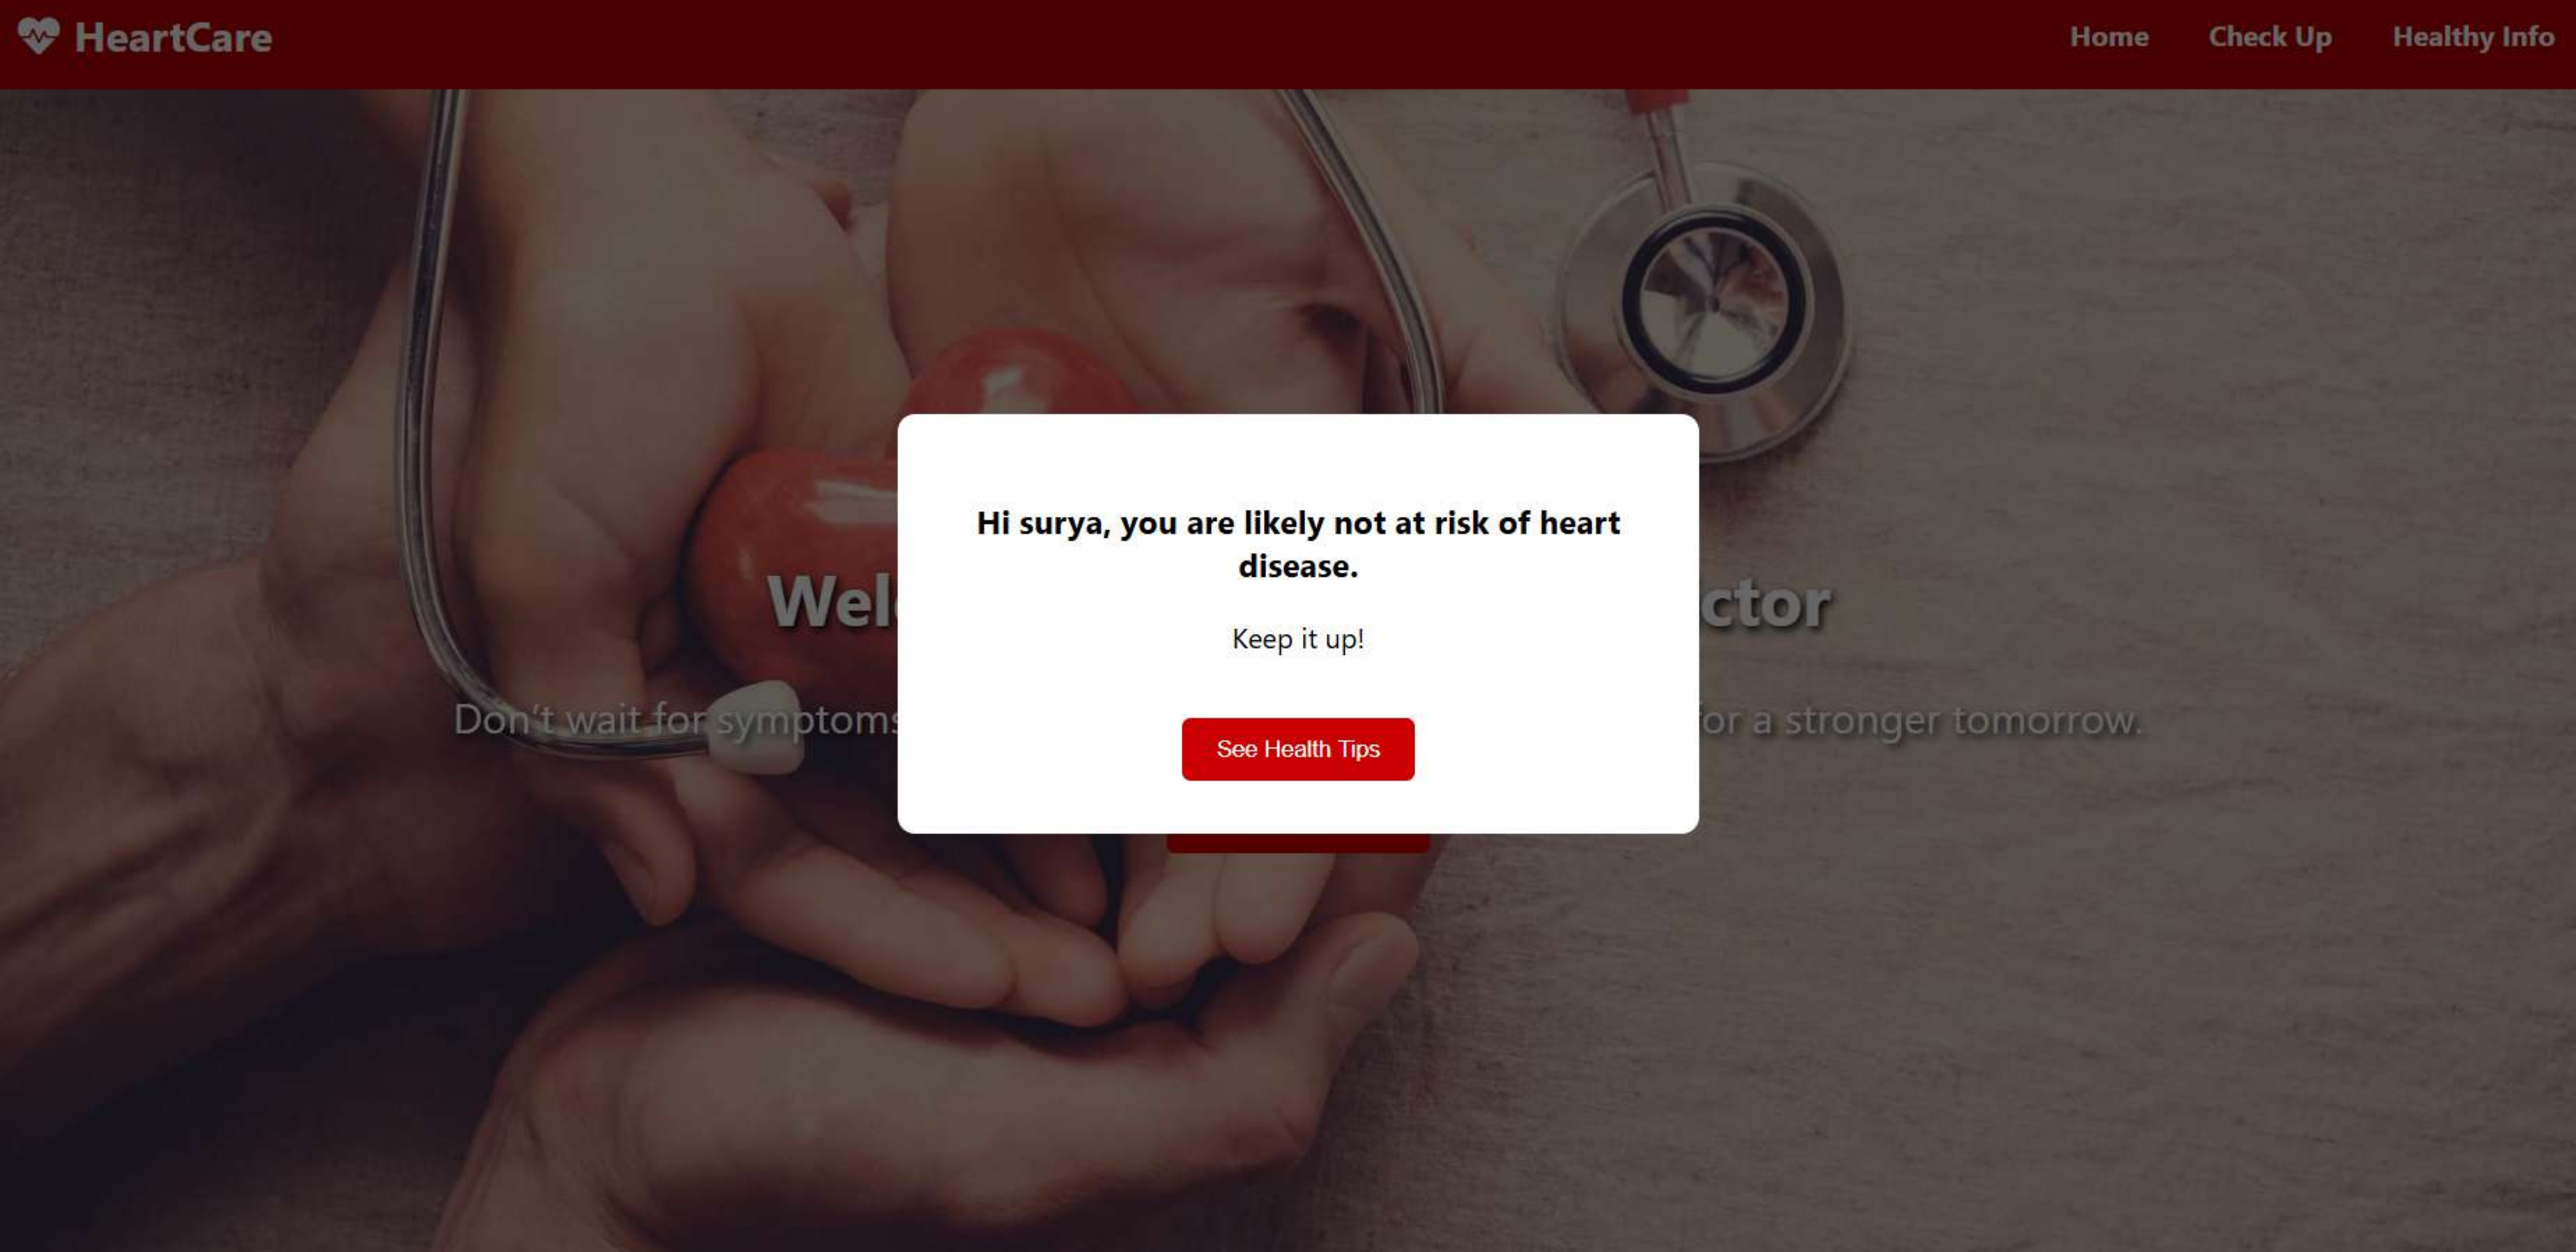 HeartCare
Home Check Up Healthy Info
Hi surya, you are likely not at risk of heart
disease.
Keep it up!
ctor
Don't wait for symptoms
for a stronger tomorrow.
See Health Tips